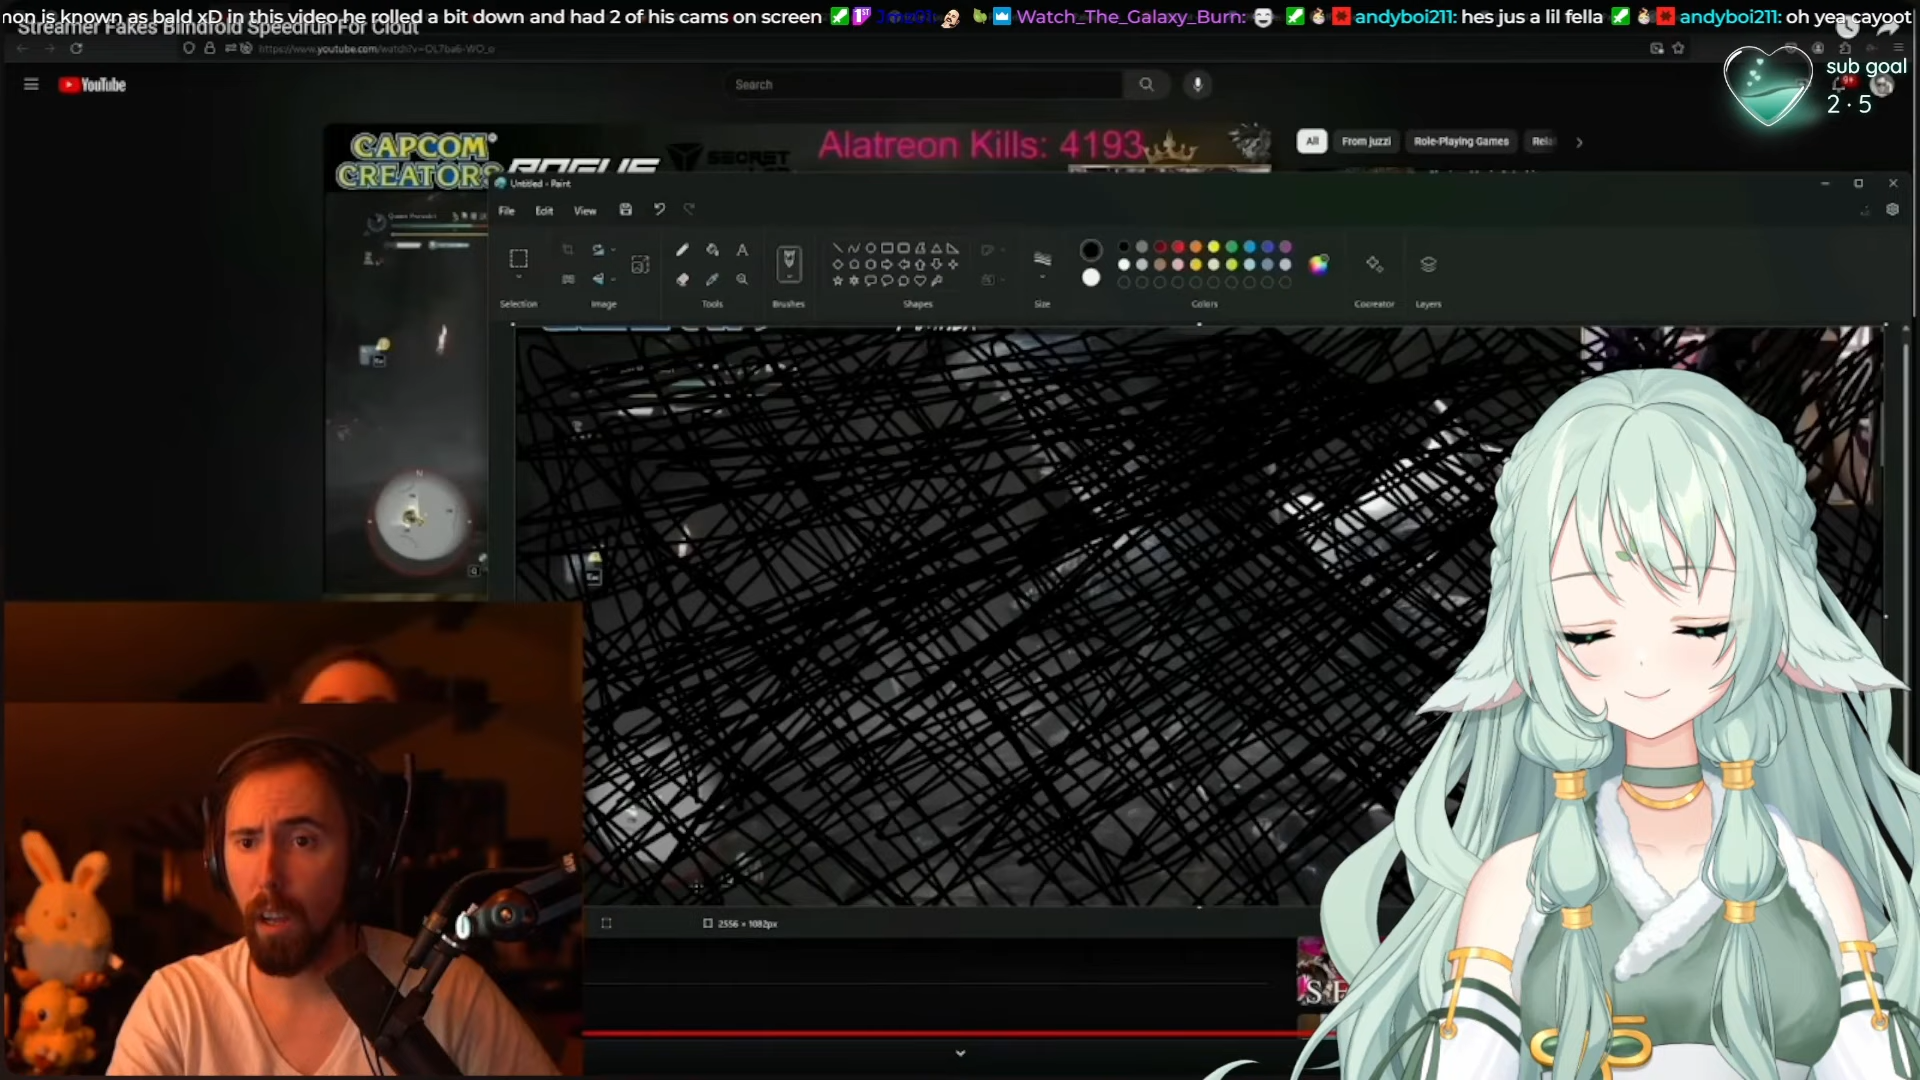 non is known as bald xD in this video he rolled a bit down and had 2 of his cams on screen Watch_The_Galaxy_Burn: andyboi211: hes jus a lil fella andyboi211: oh yea cayoot
Streamer Fakes Blindfold Speedrun For Clout
sub goal
2 · 5
YouTube
Search
CAPCOM
CREATORS
ROGUE
SECRET
Alatreon Kills: 4193
All
From juzzi
Role-Playing Games
Untitled - Paint
File
Edit
View
Selection
Image
Tools
Brushes
Shapes
Size
Colors
Cocreator
Layers
N
2556 × 1082px